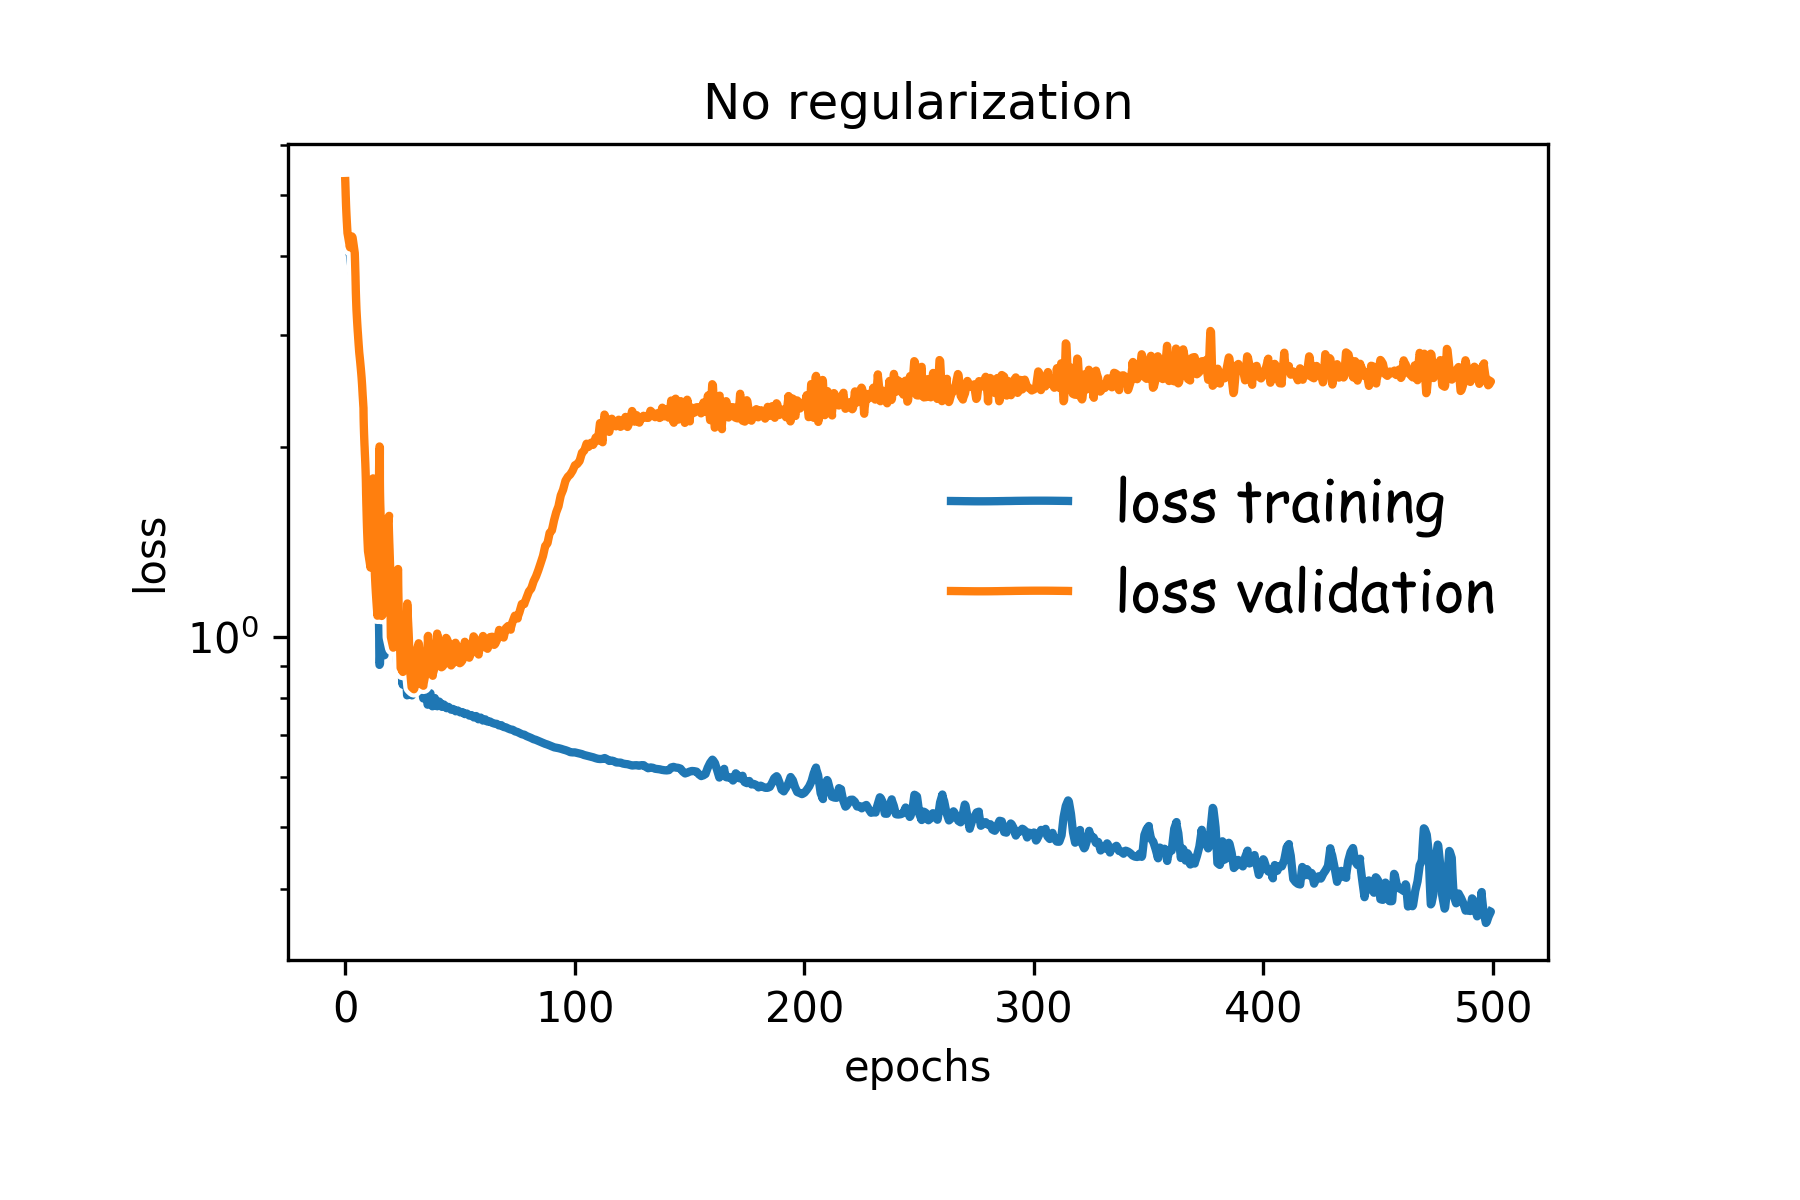 No regularization
loss
10⁰
loss training
loss validation
0 100 200 300 400 500
epochs